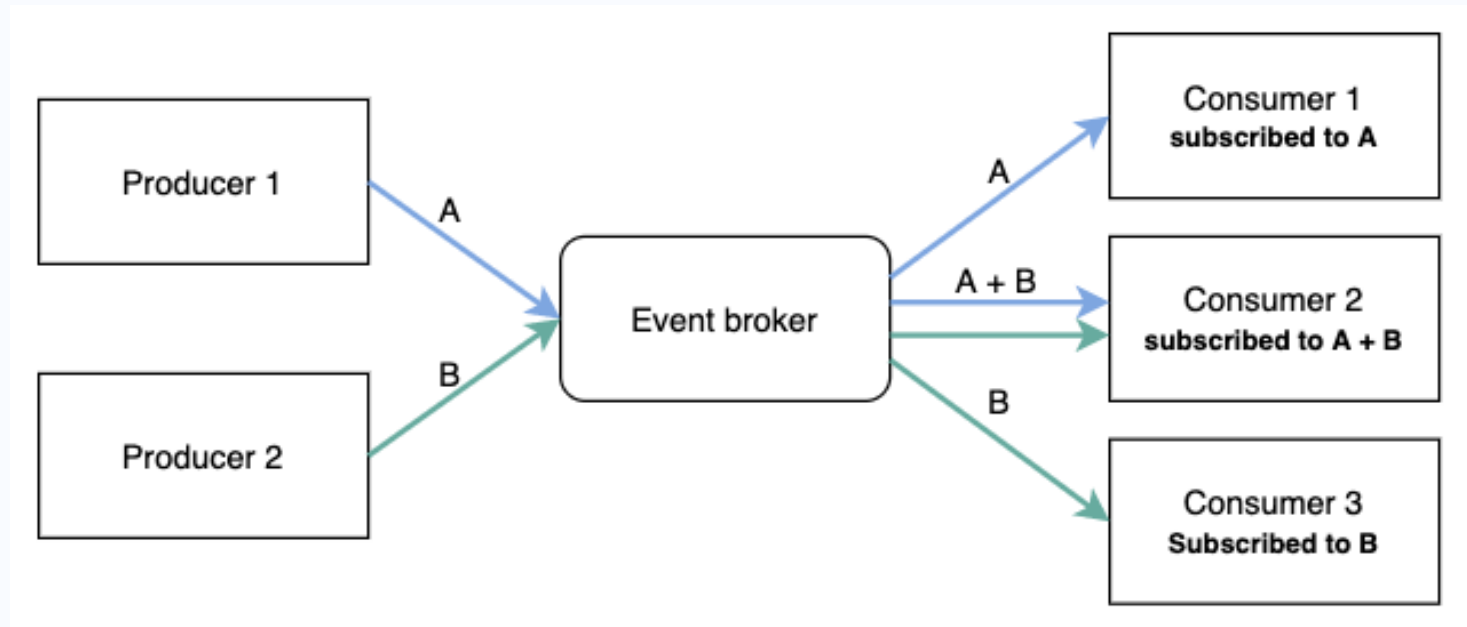 Producer 1
A
Producer 2
B
Event broker
A
A + B
B
Consumer 1
subscribed to A
Consumer 2
subscribed to A + B
Consumer 3
Subscribed to B